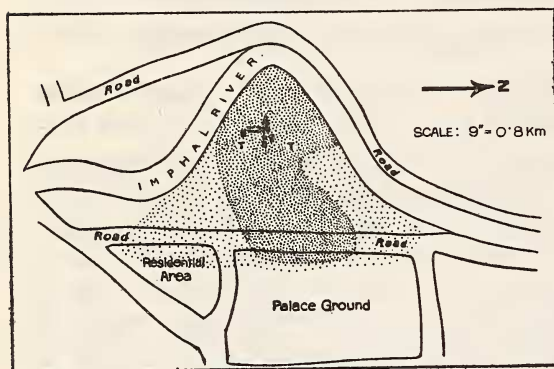 Road
IMPHAL RIVER.
N
SCALE: 9"= 0'8 Km
T T
Road
Road
Road
Residential
Area
Palace Ground